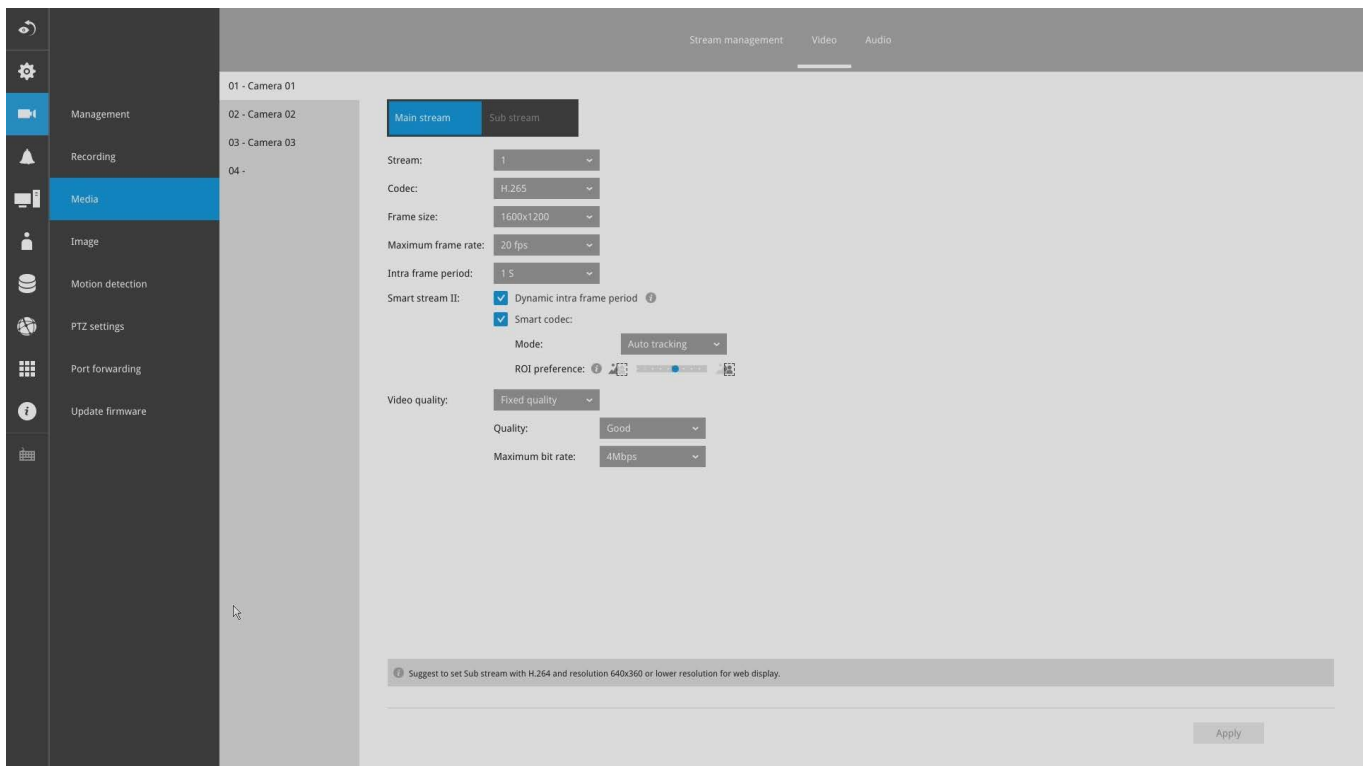 Stream management Video Audio
01 - Camera 01
02 - Camera 02
03 - Camera 03
04 -
Management
Recording
Media
Image
Motion detection
PTZ settings
Port forwarding
Update firmware
Main stream Sub stream
Stream: 1
Codec: H.265
Frame size: 1600x1200
Maximum frame rate: 20 fps
Intra frame period: 1 S
Smart stream II: Dynamic intra frame period
Smart codec:
Mode: Auto tracking
ROI preference:
Video quality: Fixed quality
Quality: Good
Maximum bit rate: 4Mbps
Suggest to set Sub stream with H.264 and resolution 640x360 or lower resolution for web display.
Apply